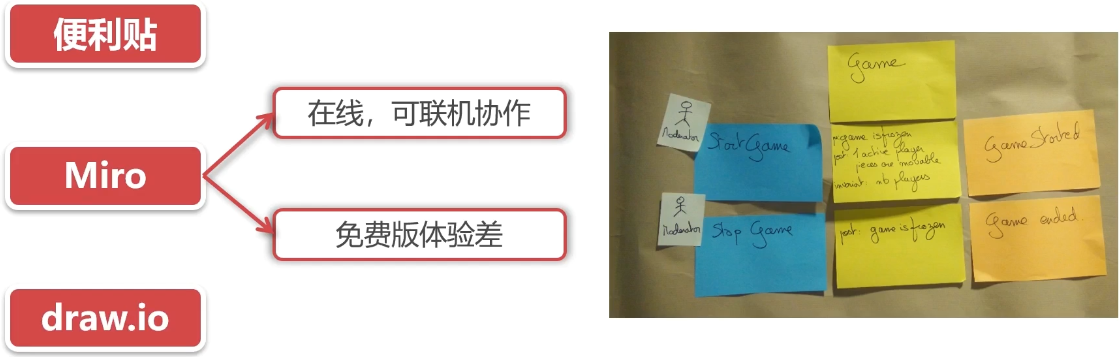 便利贴
在线，可联机协作
Miro
免费版体验差
draw.io
Game
Moderator
Start Game
game is frozen
post 1 active player
pieces are movable
invariant: nb players
Game Started
Moderator
Stop Game
post: game is frozen
Game ended.